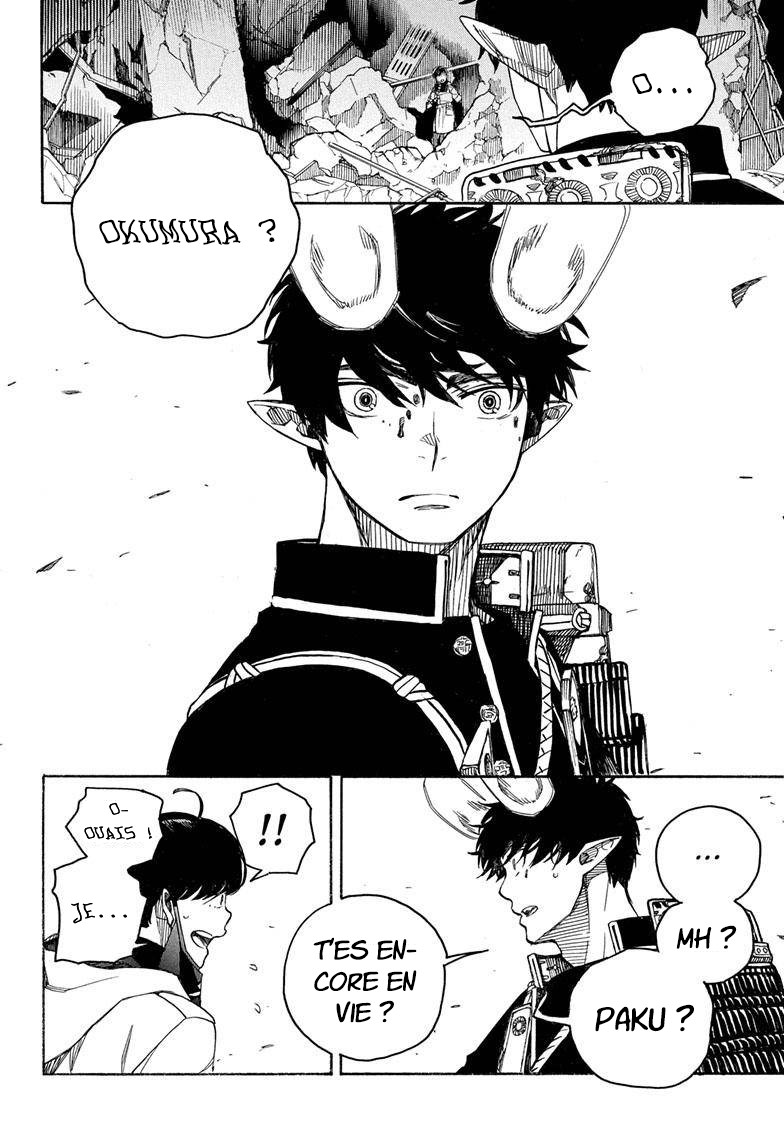 O...
OKUMURA ?
...
MH ?
PAKU ?
T'ES EN-
CORE EN
VIE ?
!!
O-
OUAIS !
JE...